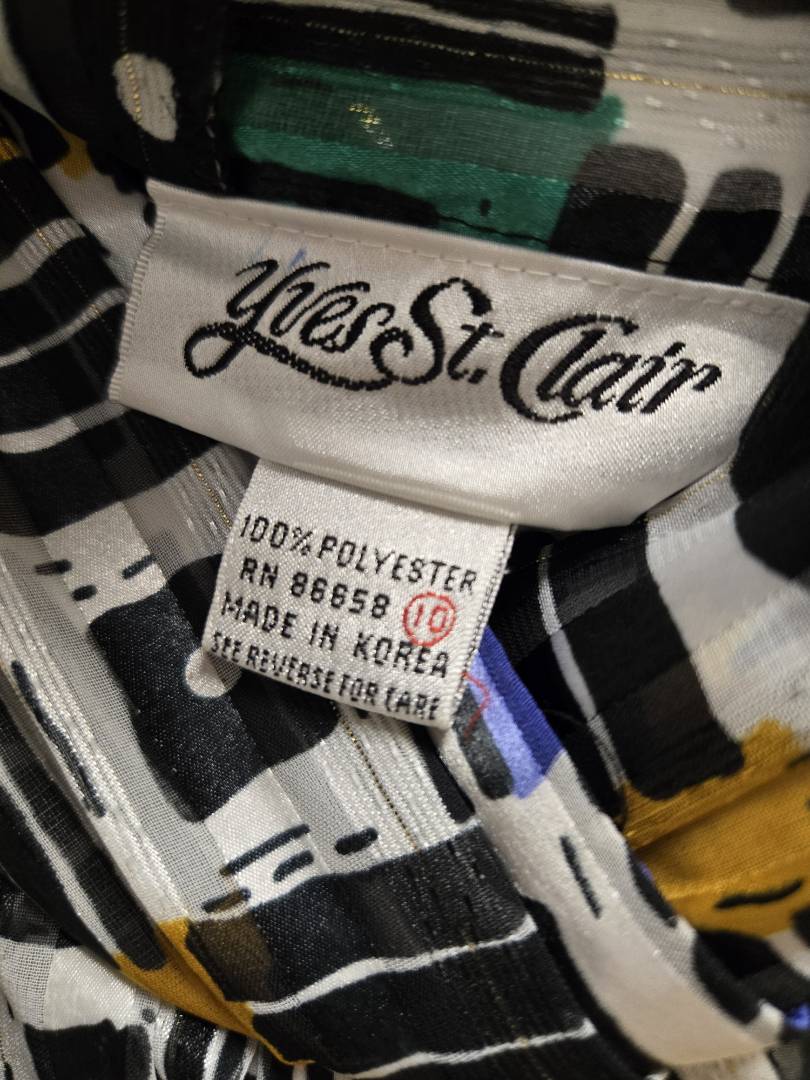 Yves St. Clair
100% POLYESTER
RN 86658 10
MADE IN KOREA
SEE REVERSE FOR CARE